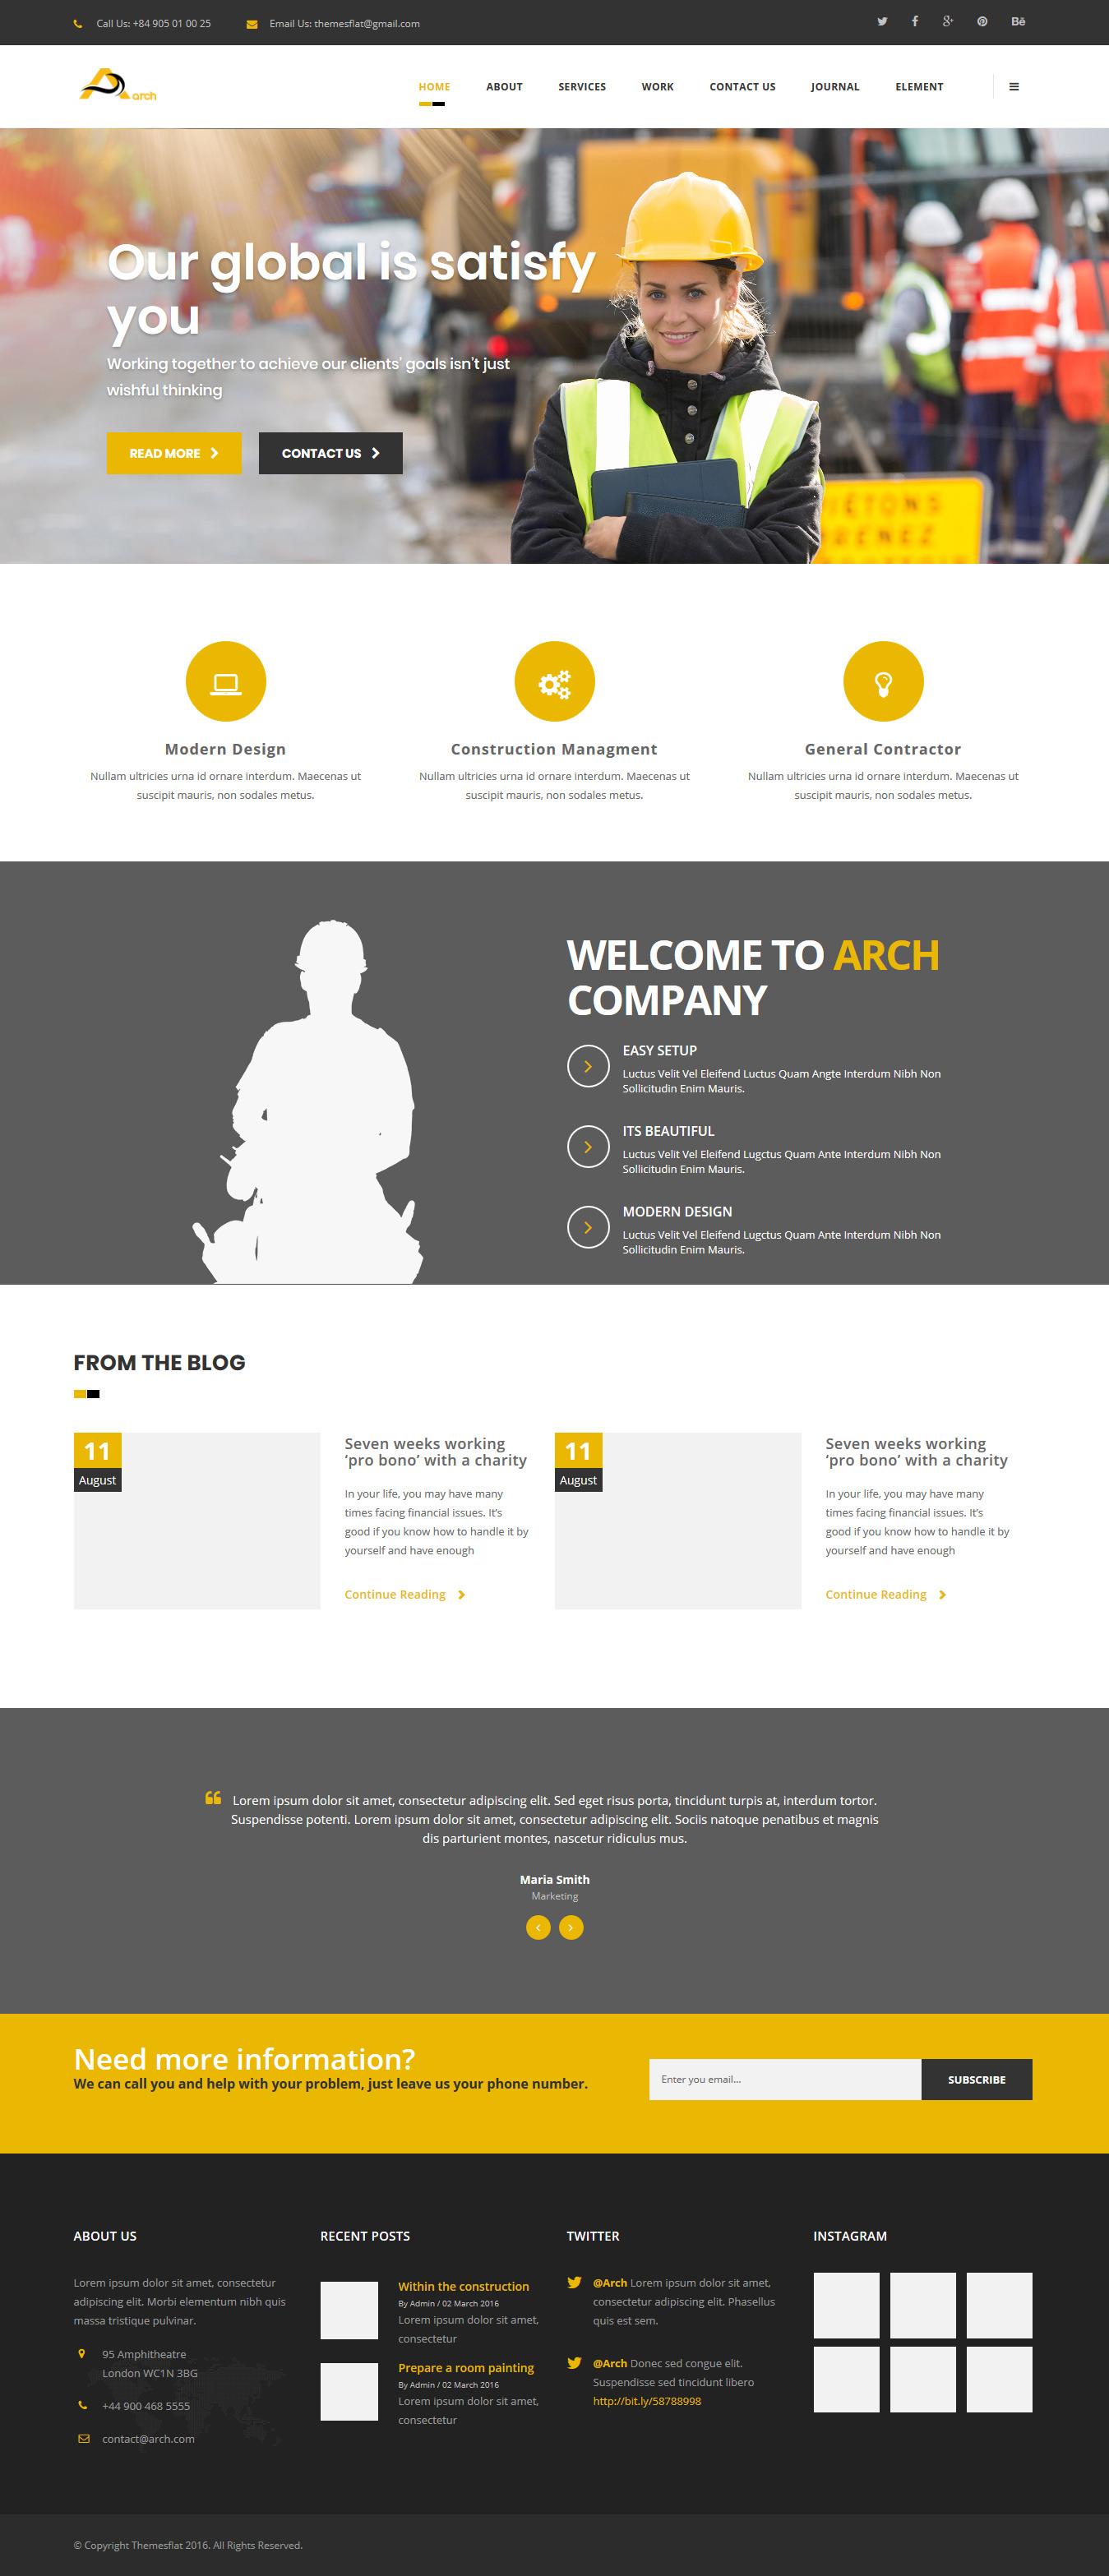 Call Us: +84 905 01 00 25
Email Us: themesflat@gmail.com
arch
HOME
ABOUT
SERVICES
WORK
CONTACT US
JOURNAL
ELEMENT
Our global is satisfy
you
Working together to achieve our clients' goals isn't just
wishful thinking
READ MORE
CONTACT US
Modern Design
Nullam ultricies urna id ornare interdum. Maecenas ut
suscipit mauris, non sodales metus.
Construction Managment
Nullam ultricies urna id ornare interdum. Maecenas ut
suscipit mauris, non sodales metus.
General Contractor
Nullam ultricies urna id ornare interdum. Maecenas ut
suscipit mauris, non sodales metus.
WELCOME TO ARCH
COMPANY
EASY SETUP
Luctus Velit Vel Eleifend Luctus Quam Angte Interdum Nibh Non
Sollicitudin Enim Mauris.
ITS BEAUTIFUL
Luctus Velit Vel Eleifend Lugctus Quam Ante Interdum Nibh Non
Sollicitudin Enim Mauris.
MODERN DESIGN
Luctus Velit Vel Eleifend Lugctus Quam Ante Interdum Nibh Non
Sollicitudin Enim Mauris.
FROM THE BLOG
11
August
Seven weeks working
‘pro bono’ with a charity
In your life, you may have many
times facing financial issues. It’s
good if you know how to handle it by
yourself and have enough
Continue Reading
11
August
Seven weeks working
‘pro bono’ with a charity
In your life, you may have many
times facing financial issues. It’s
good if you know how to handle it by
yourself and have enough
Continue Reading
Lorem ipsum dolor sit amet, consectetur adipiscing elit. Sed eget risus porta, tincidunt turpis at, interdum tortor.
Suspendisse potenti. Lorem ipsum dolor sit amet, consectetur adipiscing elit. Sociis natoque penatibus et magnis
dis parturient montes, nascetur ridiculus mus.
Maria Smith
Marketing
Need more information?
We can call you and help with your problem, just leave us your phone number.
Enter you email...
SUBSCRIBE
ABOUT US
Lorem ipsum dolor sit amet, consectetur
adipiscing elit. Morbi elementum nibh quis
massa tristique pulvinar.
95 Amphitheatre
London WC1N 3BG
+44 900 468 5555
contact@arch.com
RECENT POSTS
Within the construction
By Admin / 02 March 2016
Lorem ipsum dolor sit amet,
consectetur
Prepare a room painting
By Admin / 02 March 2016
Lorem ipsum dolor sit amet,
consectetur
TWITTER
@Arch Lorem ipsum dolor sit amet,
consectetur adipiscing elit. Phasellus
quis est sem.
@Arch Donec sed congue elit.
Suspendisse sed tincidunt libero
http://bit.ly/58788998
INSTAGRAM
© Copyright Themesflat 2016. All Rights Reserved.